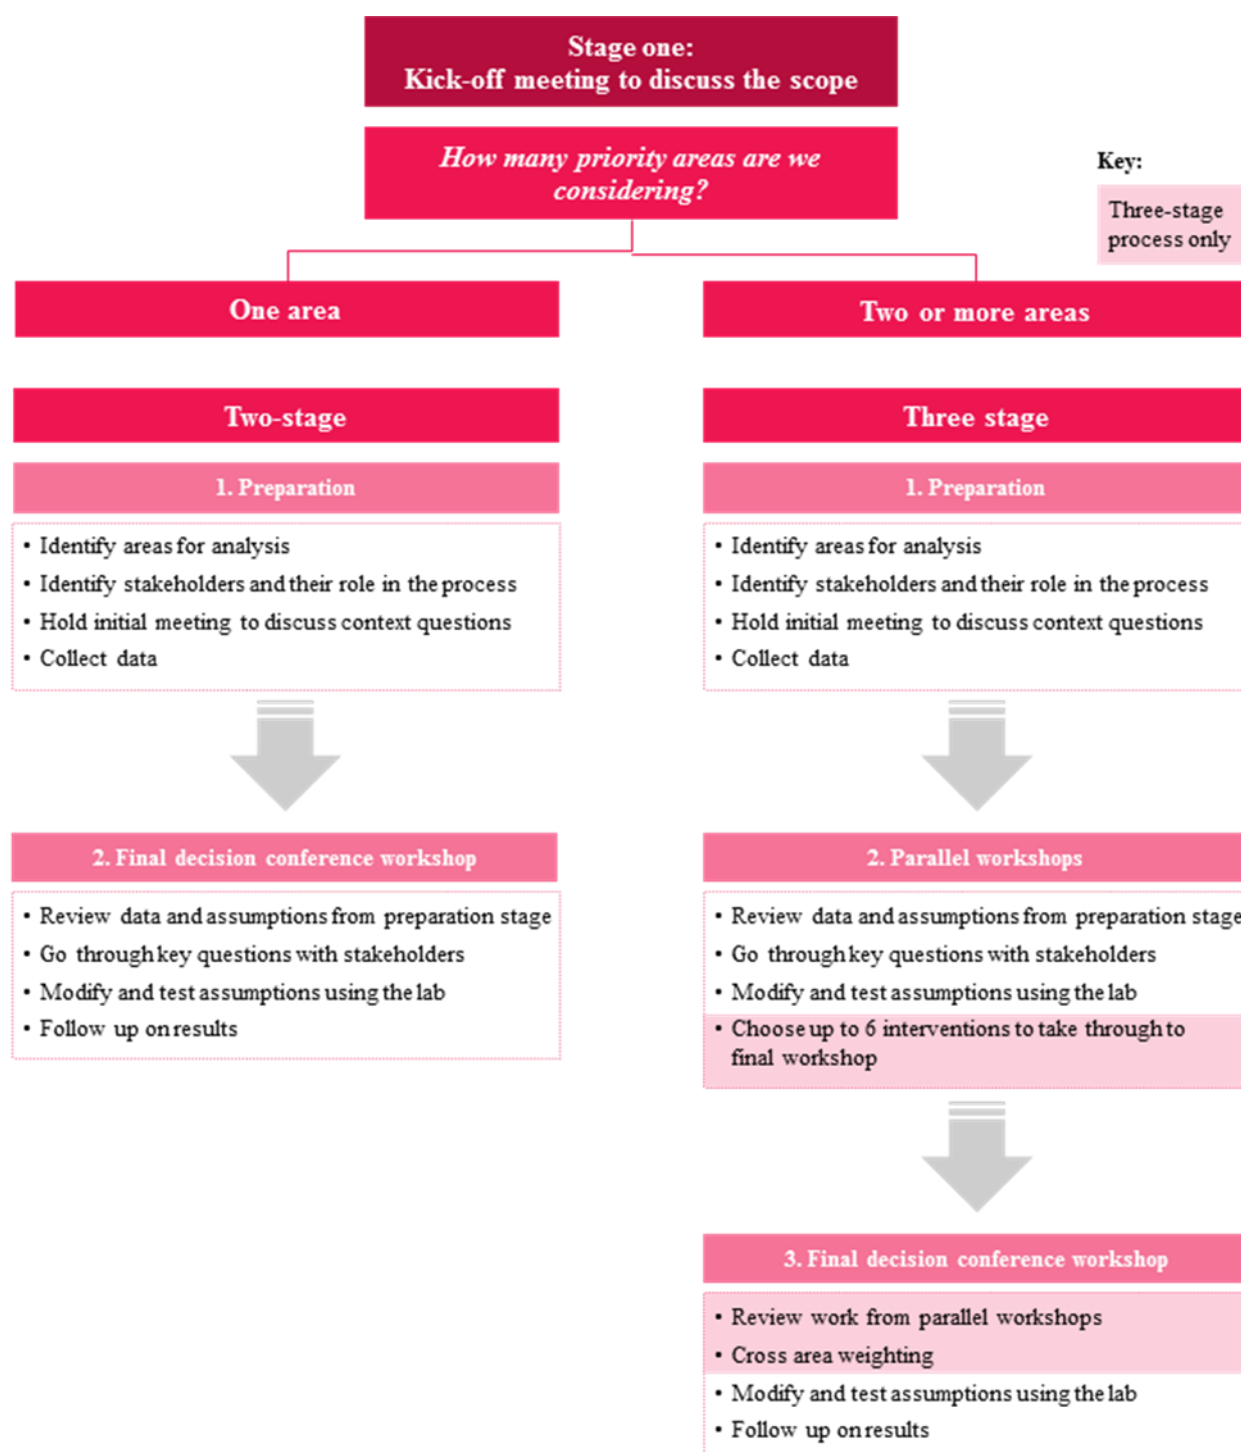 Stage one:
Kick-off meeting to discuss the scope
How many priority areas are we
considering?
Key:
Three-stage
process only
One area
Two or more areas
Two-stage
Three stage
1. Preparation
• Identify areas for analysis
• Identify stakeholders and their role in the process
• Hold initial meeting to discuss context questions
• Collect data
1. Preparation
• Identify areas for analysis
• Identify stakeholders and their role in the process
• Hold initial meeting to discuss context questions
• Collect data
2. Final decision conference workshop
• Review data and assumptions from preparation stage
• Go through key questions with stakeholders
• Modify and test assumptions using the lab
• Follow up on results
2. Parallel workshops
• Review data and assumptions from preparation stage
• Go through key questions with stakeholders
• Modify and test assumptions using the lab
• Choose up to 6 interventions to take through to
final workshop
3. Final decision conference workshop
• Review work from parallel workshops
• Cross area weighting
• Modify and test assumptions using the lab
• Follow up on results